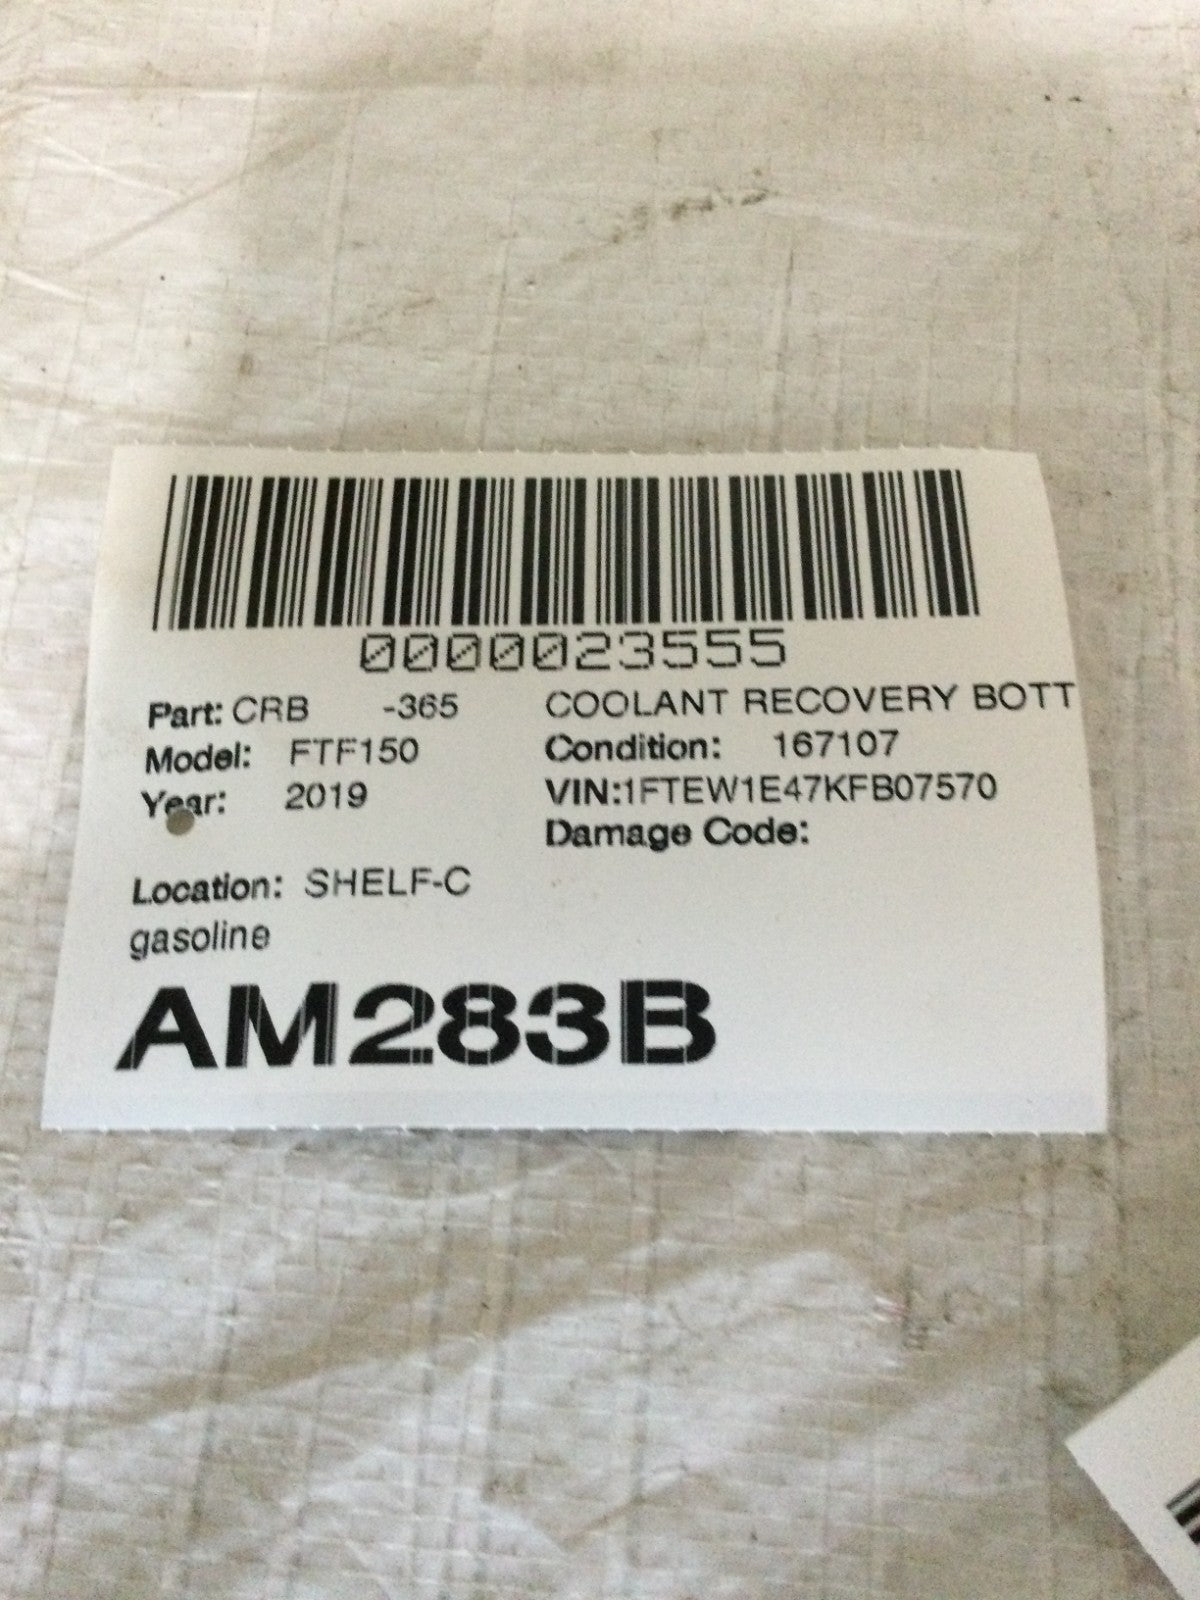 0000023555
Part: CRB -365 COOLANT RECOVERY BOTT
Model: FTF150 Condition: 167107
Year: 2019 VIN:1FTEW1E47KFB07570
Damage Code:
Location: SHELF-C
gasoline
AM283B